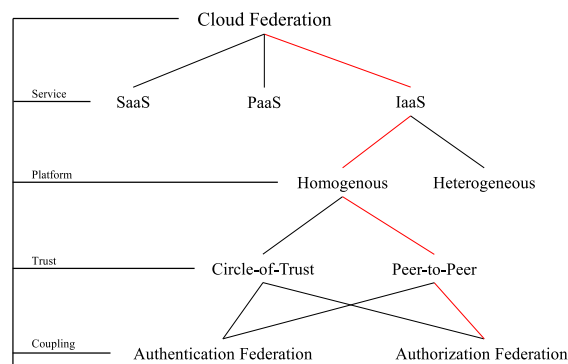 Cloud Federation
Service
SaaS PaaS IaaS
Platform
Homogenous Heterogeneous
Trust
Circle-of-Trust Peer-to-Peer
Coupling
Authentication Federation Authorization Federation